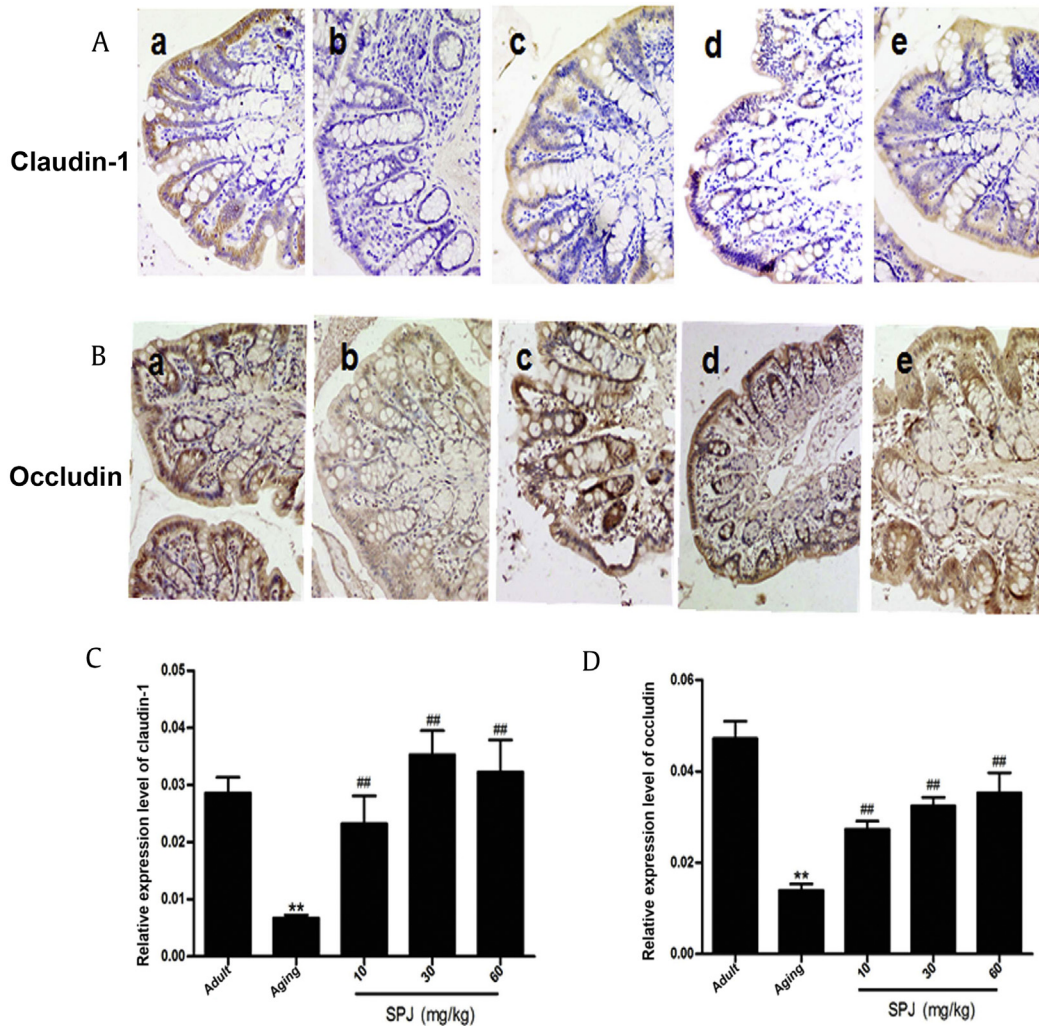 A
a
b
c
d
e
Claudin-1
B
a
b
c
d
e
Occludin
C
Relative expression level of claudin-1
0.05
0.04
0.03
0.02
0.01
0.00
**
##
##
##
Adult
Aging
10
30
60
SPJ (mg/kg)
D
Relative expression level of occludin
0.06
0.04
0.02
0.00
**
##
##
##
Adult
Aging
10
30
60
SPJ (mg/kg)